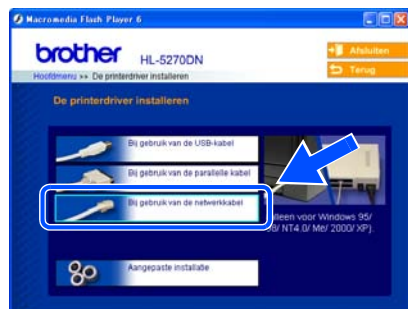 Macromedia Flash Player 6
brother
HL-5270DN
Afsluiten
Terug
Hoofdmenu >> De printerdriver installeren
De printerdriver installeren
Bij gebruik van de USB-kabel
Bij gebruik van de parallelle kabel
Bij gebruik van de netwerkkabel
lleen voor Windows 95/
98/ NT4.0/ Me/ 2000/ XP).
Aangepaste installatie